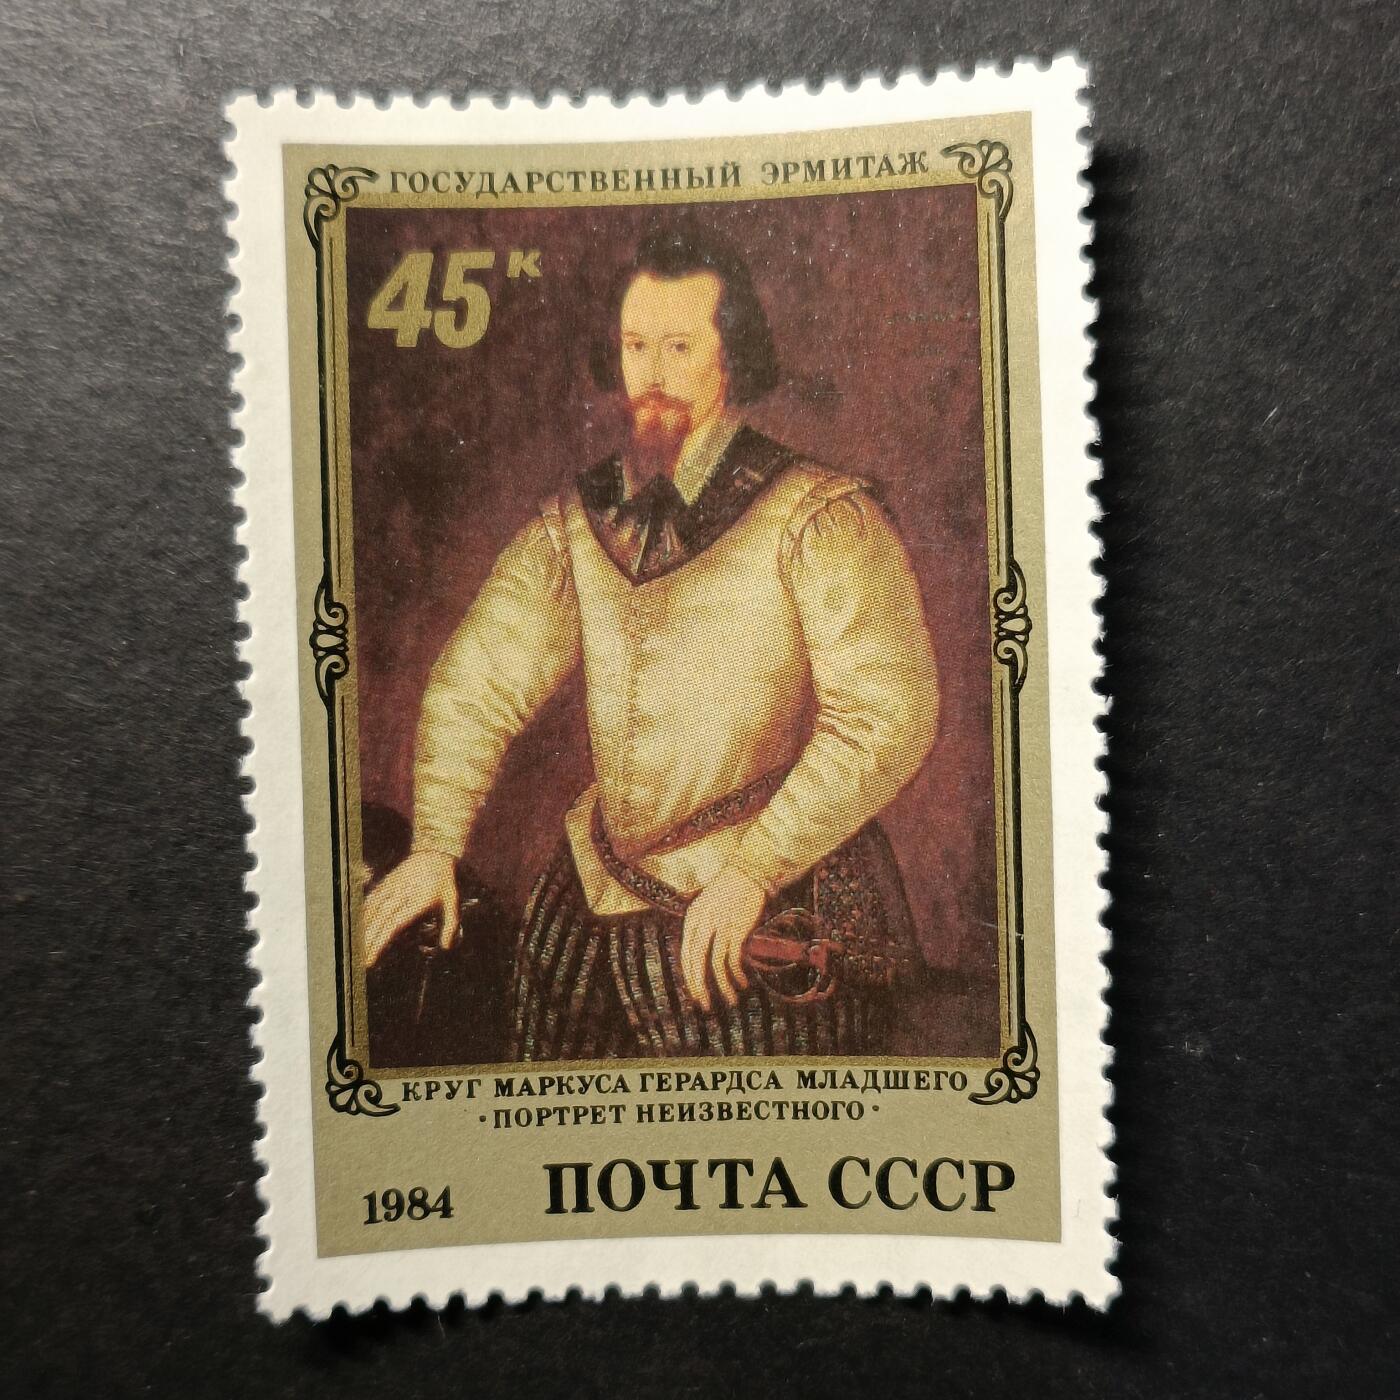 ГОСУДАРСТВЕННЫЙ ЭРМИТАЖ
45к
КРУГ МАРКУСА ГЕРАРДСА МЛАДШЕГО
·ПОРТРЕТ НЕИЗВЕСТНОГО·
1984 ПОЧТА СССР